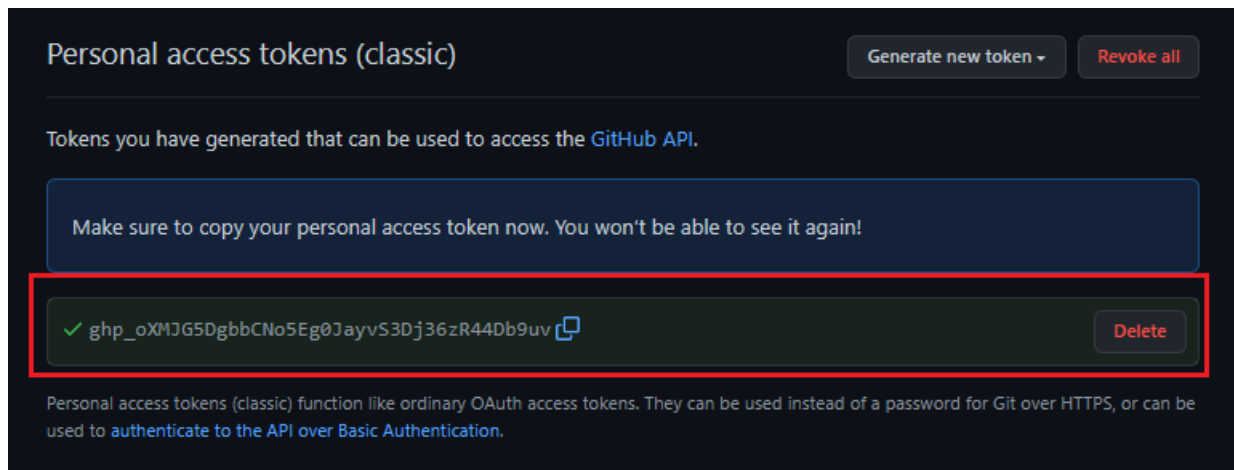 Personal access tokens (classic)
Generate new token
Revoke all
Tokens you have generated that can be used to access the GitHub API.
Make sure to copy your personal access token now. You won't be able to see it again!
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
Delete
Personal access tokens (classic) function like ordinary OAuth access tokens. They can be used instead of a password for Git over HTTPS, or can be
used to authenticate to the API over Basic Authentication.